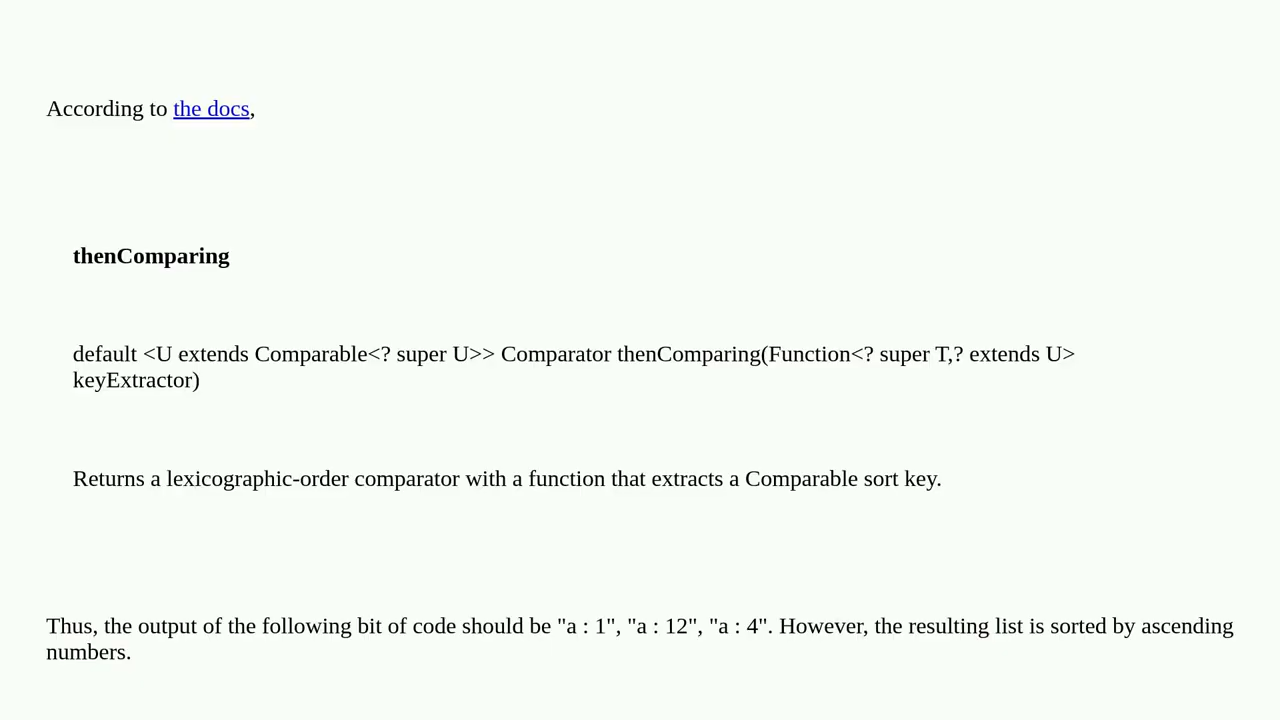 According to the docs,
thenComparing
default <U extends Comparable<? super U>> Comparator thenComparing(Function<? super T,? extends U>
keyExtractor)
Returns a lexicographic-order comparator with a function that extracts a Comparable sort key.
Thus, the output of the following bit of code should be "a : 1", "a : 12", "a : 4". However, the resulting list is sorted by ascending
numbers.